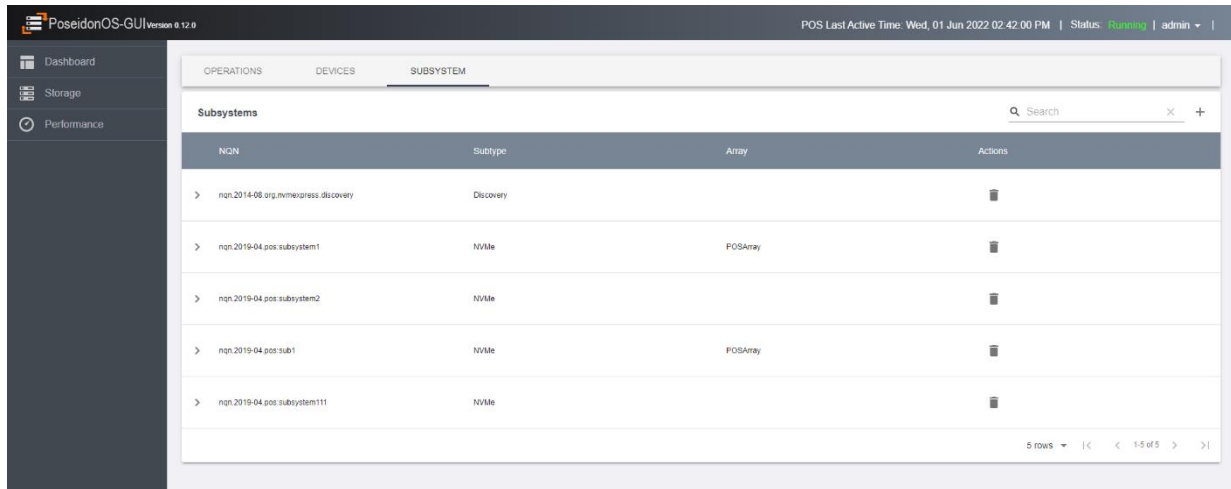 PoseidonOS-GUI Version 0.12.0 POS Last Active Time: Wed, 01 Jun 2022 02:42:00 PM | Status: Running | admin |
Dashboard
Storage
Performance
OPERATIONS DEVICES SUBSYSTEM
Subsystems Search
NQN Subtype Array Actions
nqn.2014-08.org.nvmexpress.discovery Discovery
nqn.2019-04.pos:subsystem1 NVMe POSArray
nqn.2019-04.pos:subsystem2 NVMe
nqn.2019-04.pos:sub1 NVMe POSArray
nqn.2019-04.pos:subsystem111 NVMe
5 rows 1-5 of 5